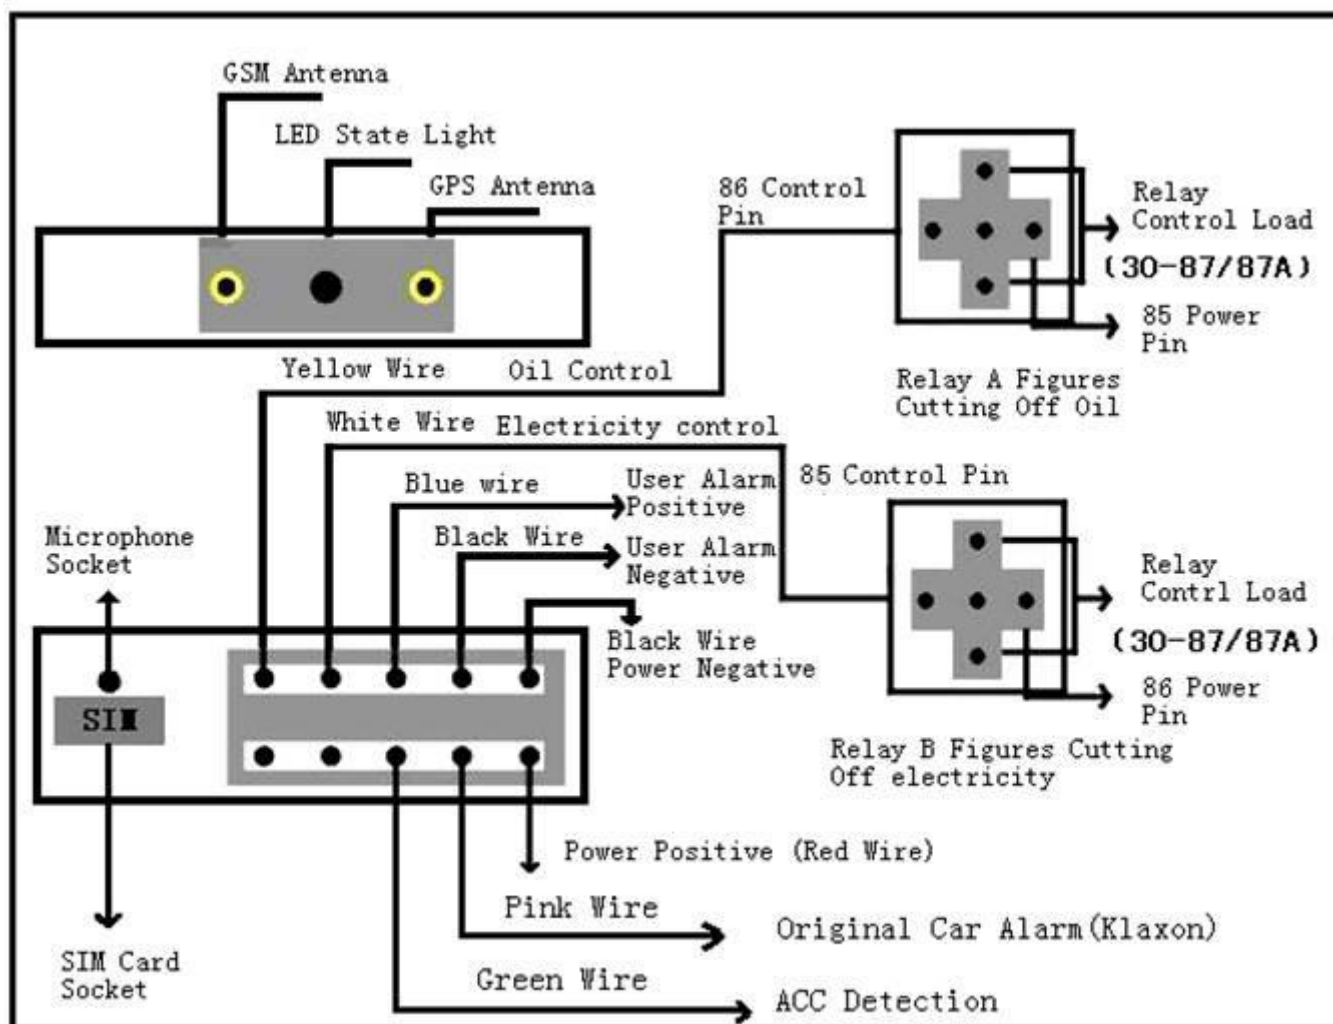 GSM Antenna
LED State Light
GPS Antenna
86 Control
Pin
Relay
Control Load
(30-87/87A)
85 Power
Pin
Relay A Figures
Cutting Off Oil
Yellow Wire
Oil Control
White Wire
Electricity control
85 Control Pin
Blue wire
User Alarm
Positive
Black Wire
User Alarm
Negative
Black Wire
Power Negative
Microphone
Socket
SIM
Relay
Contrl Load
(30-87/87A)
86 Power
Pin
Relay B Figures Cutting
Off electricity
Power Positive (Red Wire)
Pink Wire
Original Car Alarm(Klaxon)
SIM Card
Socket
Green Wire
ACC Detection